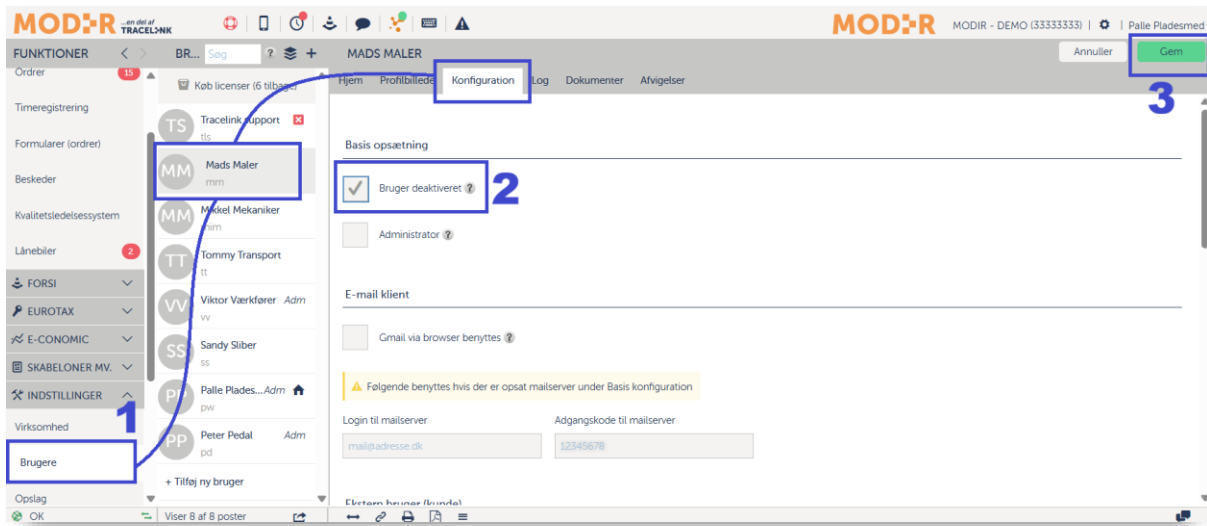 MODIR ...en del af TRACELINK
MODIR MODIR - DEMO (33333333) | | Palle Pladesmed
FUNKTIONER
Ordrer 15
Timeregistrering
Formularer (ordrer)
Beskeder
Kvalitetsledelsessystem
Lånebiler 2
FORSI
EUROTAX
E-CONOMIC
SKABELONER MV.
INDSTILLINGER
1
Virksomhed
Brugere
Opslag
OK
BR... Søg ? +
Køb licenser (6 tilbage)
TS Tracelink support
tls
MM Mads Maler
mm
MM Mikkel Mekaniker
mim
TT Tommy Transport
tt
VV Viktor Værkfører Adm
vv
SS Sandy Sliber
ss
PP Palle Plades... Adm
pw
PP Peter Pedal Adm
pd
+ Tilføj ny bruger
Viser 8 af 8 poster
MADS MALER Annuller Gem
3
Hjem Profilbillede Konfiguration Log Dokumenter Afvigelser
Basis opsætning
Bruger deaktiveret ? 2
Administrator ?
E-mail klient
Gmail via browser benyttes ?
Følgende benyttes hvis der er opsat mailserver under Basis konfiguration
Login til mailserver Adgangskode til mailserver
mail@adresse.dk 12345678
Ekstern bruger (kunde)